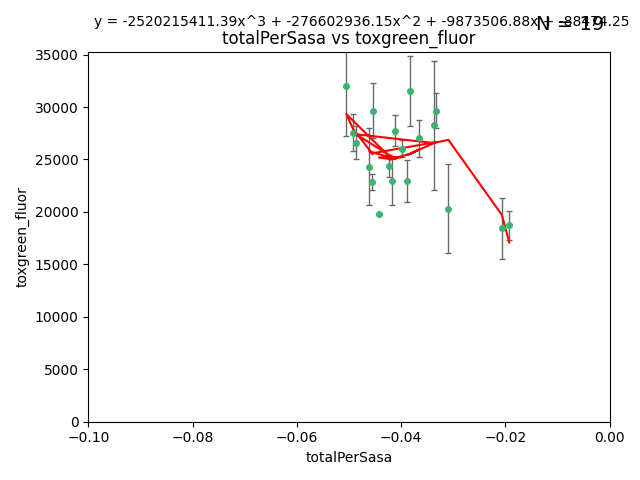 y = -2520215411.39x^3 + -276602936.15x^2 + -9873506.88x + -88474.25
N = 19
totalPerSasa vs toxgreen_fluor
35000
30000
25000
20000
15000
10000
5000
0
toxgreen_fluor
−0.10
−0.08
−0.06
−0.04
−0.02
0.00
totalPerSasa